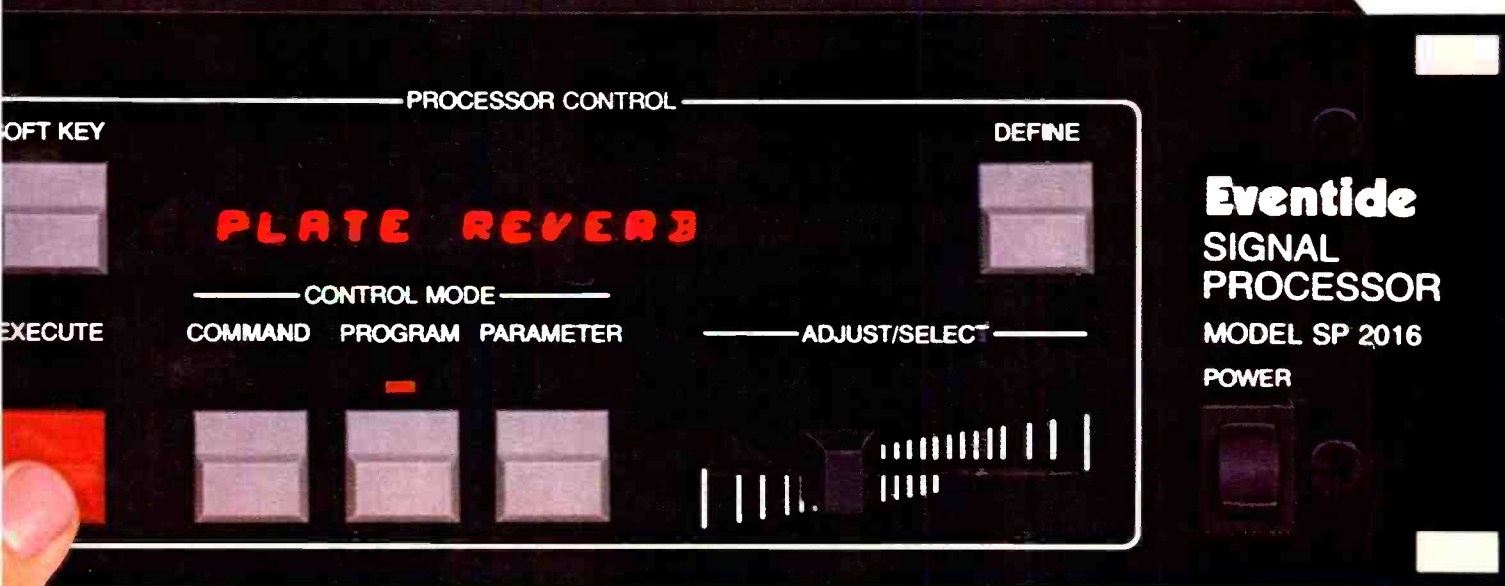 PROCESSOR CONTROL
OFT KEY
DEFINE
PLATE REVERB
Eventide
SIGNAL
PROCESSOR
MODEL SP 2016
POWER
CONTROL MODE
EXECUTE
COMMAND PROGRAM PARAMETER
ADJUST/SELECT